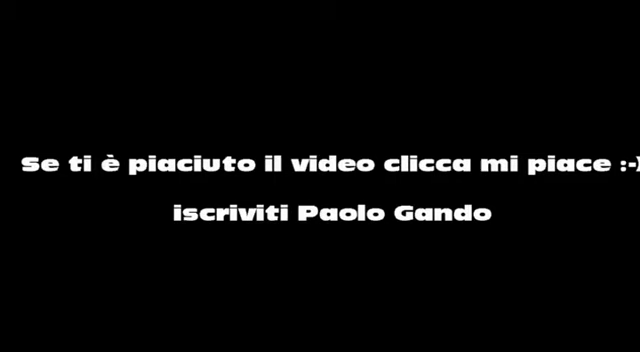 Se ti è piaciuto il video clicca mi piace :-)
iscriviti Paolo Gando